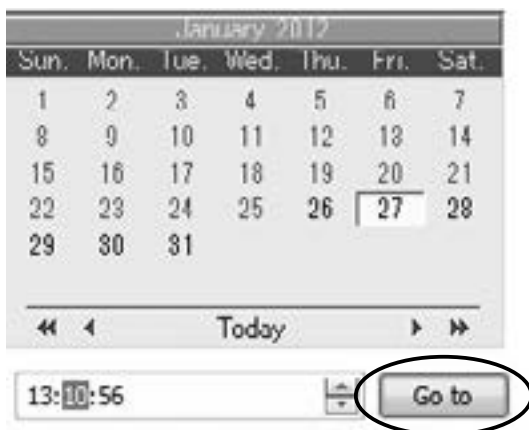 January 2012
Sun. Mon. Tue. Wed. Thu. Fri. Sat.
1 2 3 4 5 6 7
8 9 10 11 12 13 14
15 16 17 18 19 20 21
22 23 24 25 26 27 28
29 30 31
Today
13:10:56 Go to